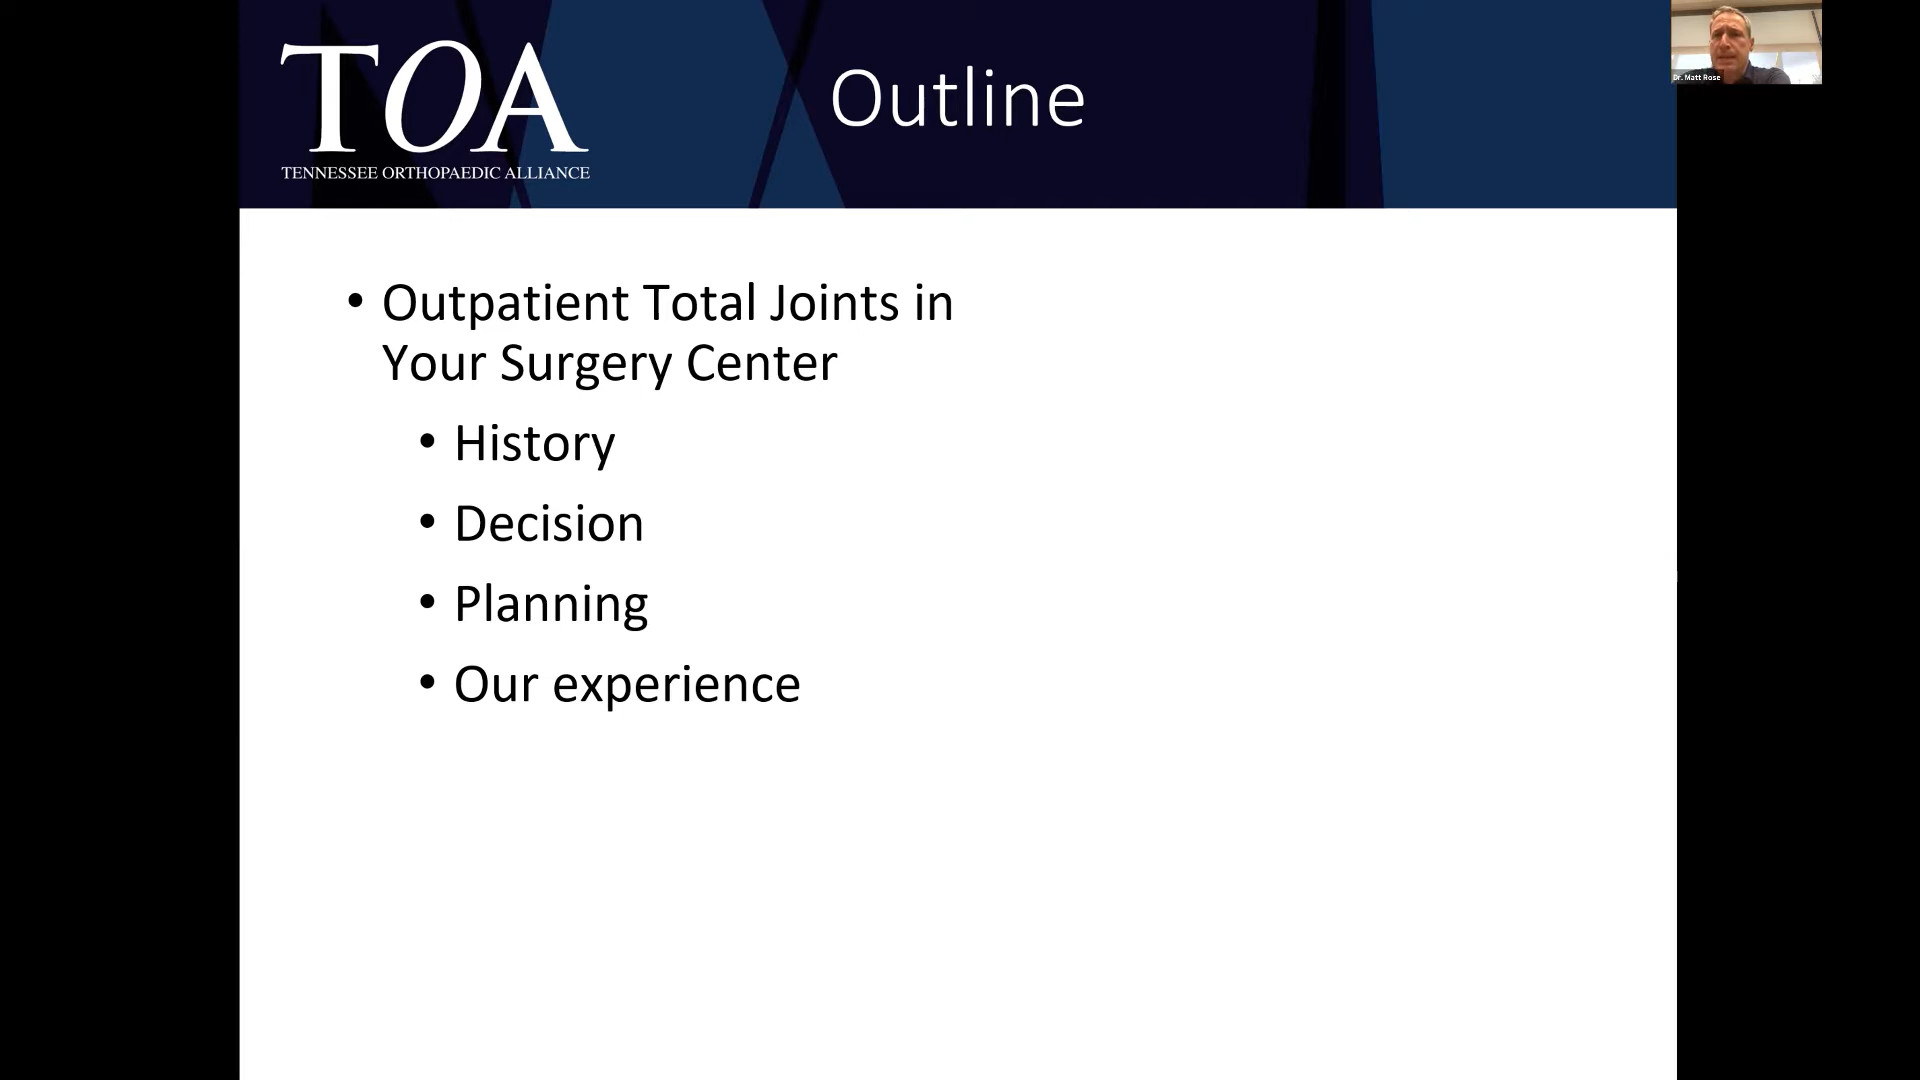 TOA
TENNESSEE ORTHOPAEDIC ALLIANCE
Outline
Dr. Matt Rose
• Outpatient Total Joints in
Your Surgery Center
• History
• Decision
• Planning
• Our experience